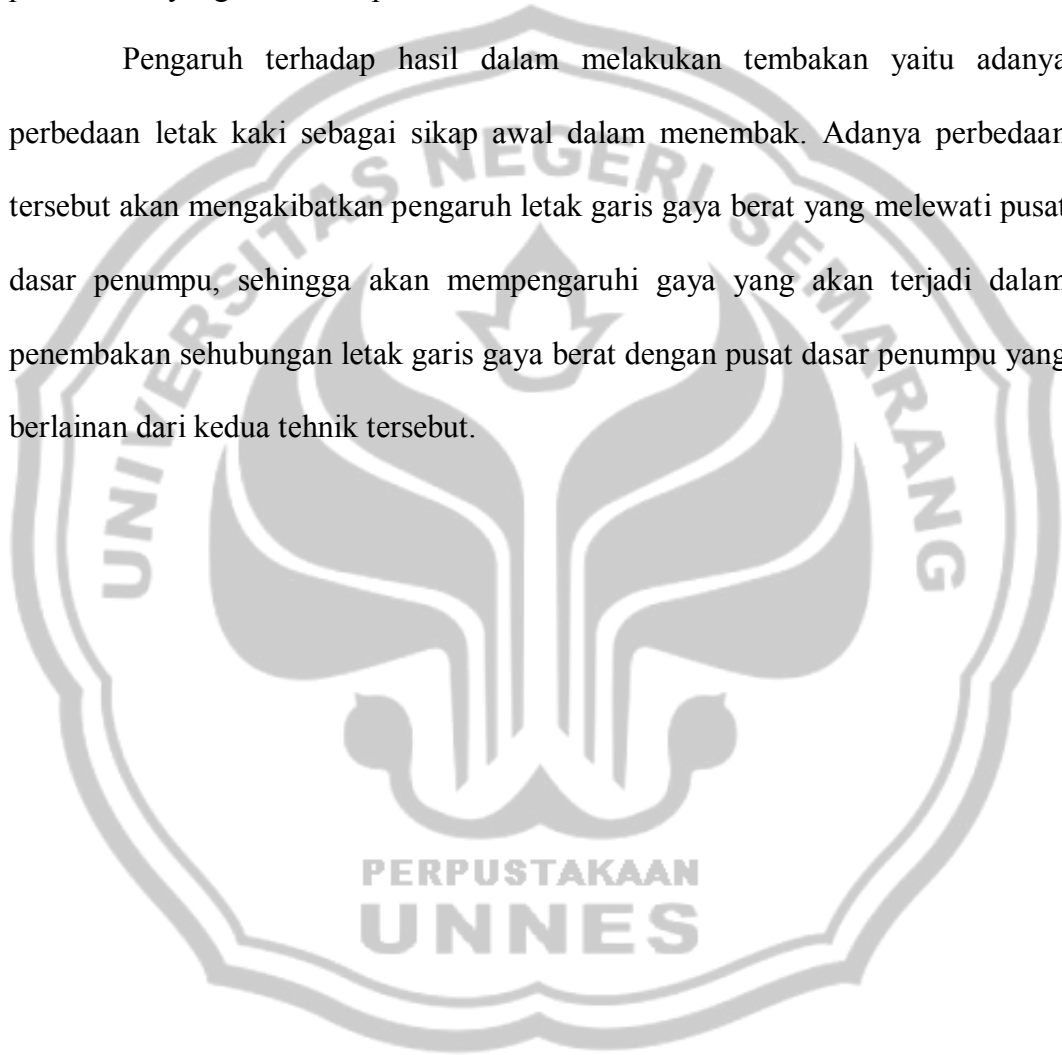 Pengaruh terhadap hasil dalam melakukan tembakan yaitu adanya
perbedaan letak kaki sebagai sikap awal dalam menembak. Adanya perbedaan
tersebut akan mengakibatkan pengaruh letak garis gaya berat yang melewati pusat
dasar penumpu, sehingga akan mempengaruhi gaya yang akan terjadi dalam
penembakan sehubungan letak garis gaya berat dengan pusat dasar penumpu yang
berlainan dari kedua tehnik tersebut.
UNIVERSITAS NEGERI SEMARANG
PERPUSTAKAAN
UNNES